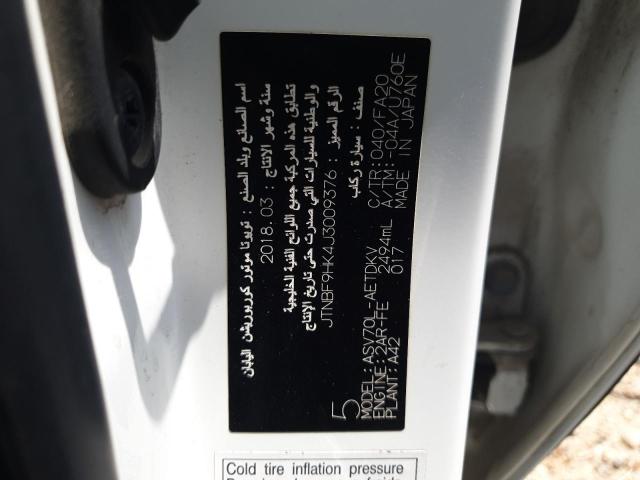 اسم الصانع وبلد الصنع : تويوتا موتور كوربوريشن اليابان
سنة وشهر الانتاج : 2018.03
تطابق هذه المركبة جميع اللوائح الفنية الخليجية
والوطنية للسيارات التي صدرت حتى تاريخ الإنتاج
الرقم المميز : JTNBF9HK4J3009376
صنف : سيارة ركاب
5
MODEL:ASV70L-AETDKV C/TR:040/FA20
ENGINE:2AR-FE 2494mL A/TM:-04A/U760E
PLANT:A42 017 MADE IN JAPAN
Cold tire inflation pressure